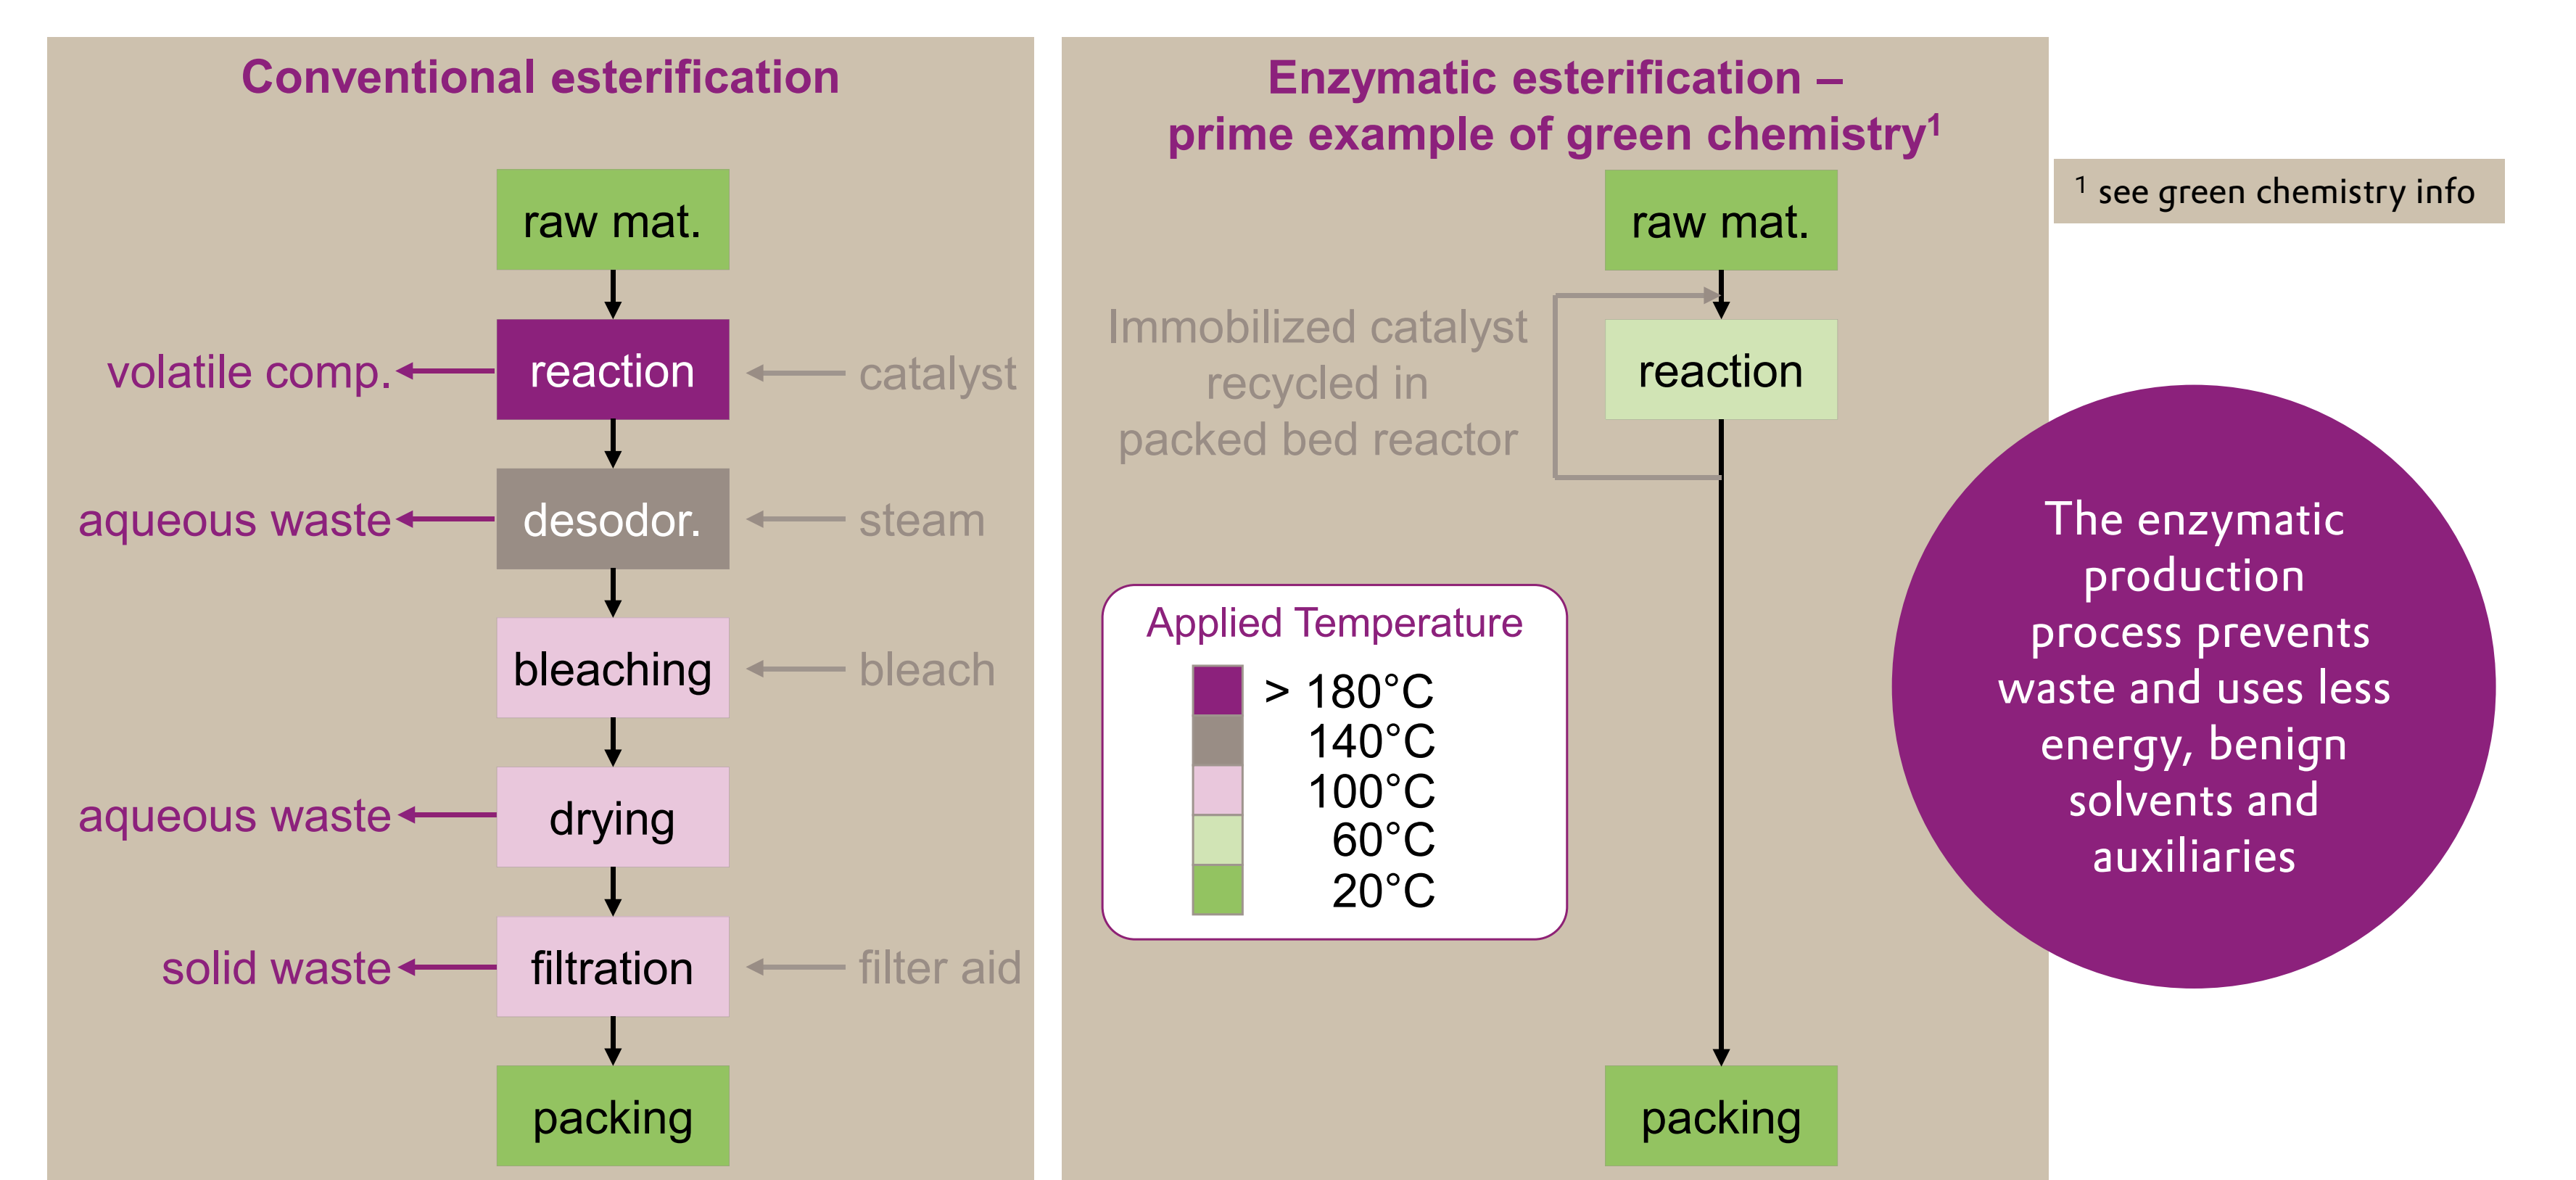 Conventional esterification
raw mat.
volatile comp.
reaction
catalyst
aqueous waste
desodor.
steam
bleaching
bleach
aqueous waste
drying
solid waste
filtration
filter aid
packing
Enzymatic esterification –
prime example of green chemistry¹
raw mat.
Immobilized catalyst
recycled in
packed bed reactor
reaction
Applied Temperature
> 180°C
140°C
100°C
60°C
20°C
packing
¹ see green chemistry info
The enzymatic
production
process prevents
waste and uses less
energy, benign
solvents and
auxiliaries